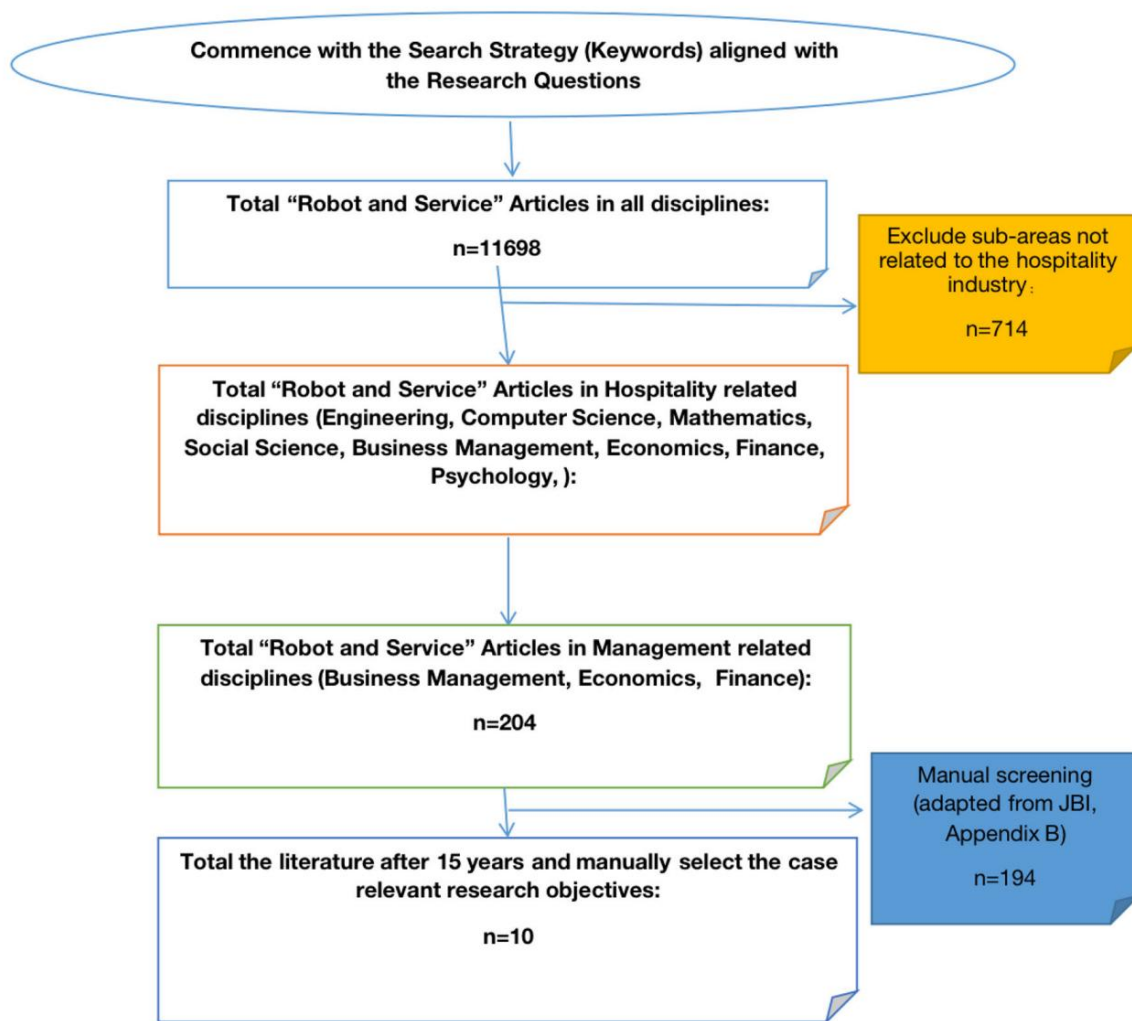 Commence with the Search Strategy (Keywords) aligned with
the Research Questions
Total “Robot and Service” Articles in all disciplines:
n=11698
Exclude sub-areas not
related to the hospitality
industry：
n=714
Total “Robot and Service” Articles in Hospitality related
disciplines (Engineering, Computer Science, Mathematics,
Social Science, Business Management, Economics, Finance,
Psychology, ):
Total “Robot and Service” Articles in Management related
disciplines (Business Management, Economics,  Finance):
n=204
Manual screening
(adapted from JBI,
Appendix B)
n=194
Total the literature after 15 years and manually select the case
relevant research objectives:
n=10